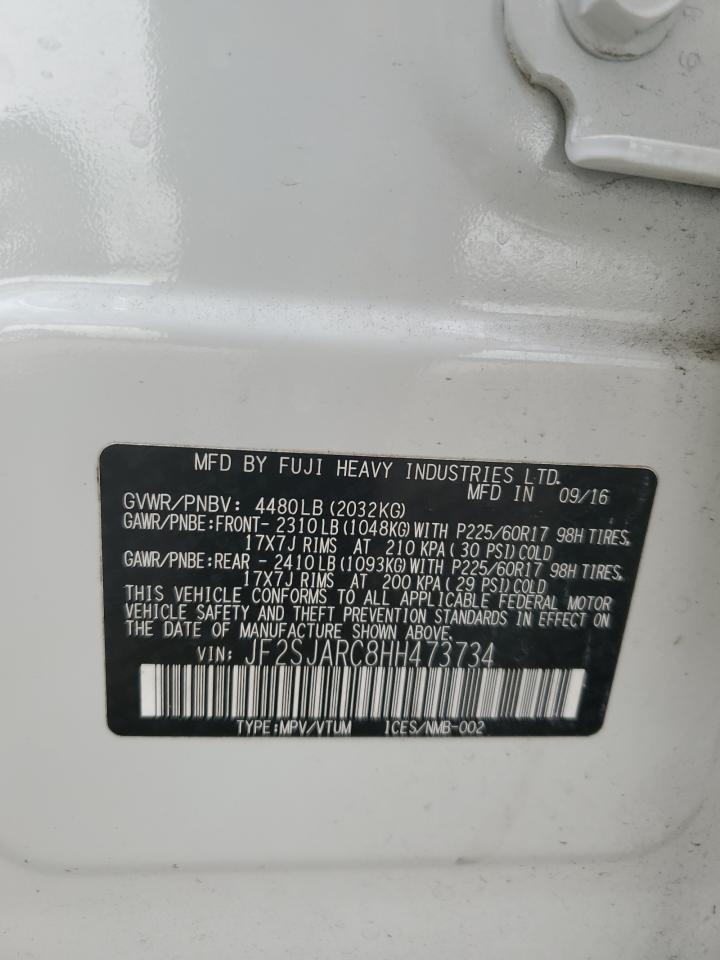 MFD BY FUJI HEAVY INDUSTRIES LTD.
MFD IN 09/16
GVWR/PNBV: 4480LB (2032KG)
GAWR/PNBE:FRONT- 2310LB (1048KG) WITH P225/60R17 98H TIRES,
17X7J RIMS AT 210 KPA ( 30 PSI) COLD
GAWR/PNBE:REAR - 2410LB (1093KG) WITH P225/60R17 98H TIRES,
17X7J RIMS AT 200 KPA ( 29 PSI) COLD
THIS VEHICLE CONFORMS TO ALL APPLICABLE FEDERAL MOTOR
VEHICLE SAFETY AND THEFT PREVENTION STANDARDS IN EFFECT ON
THE DATE OF MANUFACTURE SHOWN ABOVE.
VIN: JF2SJARC8HH473734
TYPE:MPV/VTUM ICES/NMB-002